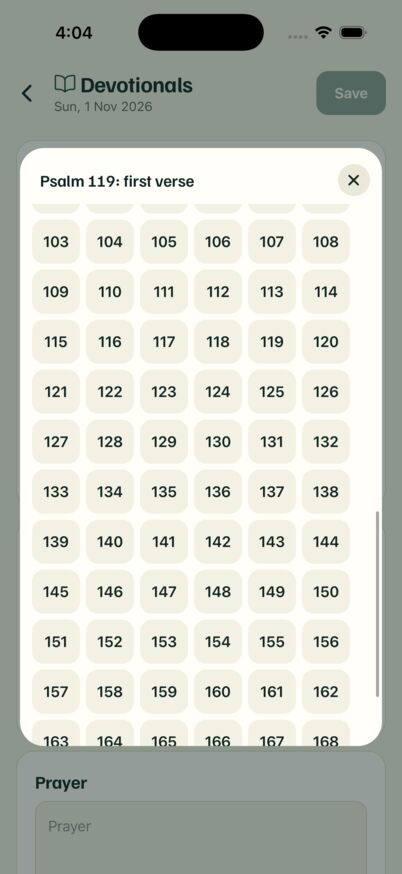 4:04
Devotionals
Sun, 1 Nov 2026
Save
Psalm 119: first verse
103 104 105 106 107 108
109 110 111 112 113 114
115 116 117 118 119 120
121 122 123 124 125 126
127 128 129 130 131 132
133 134 135 136 137 138
139 140 141 142 143 144
145 146 147 148 149 150
151 152 153 154 155 156
157 158 159 160 161 162
163 164 165 166 167 168
Prayer
Prayer